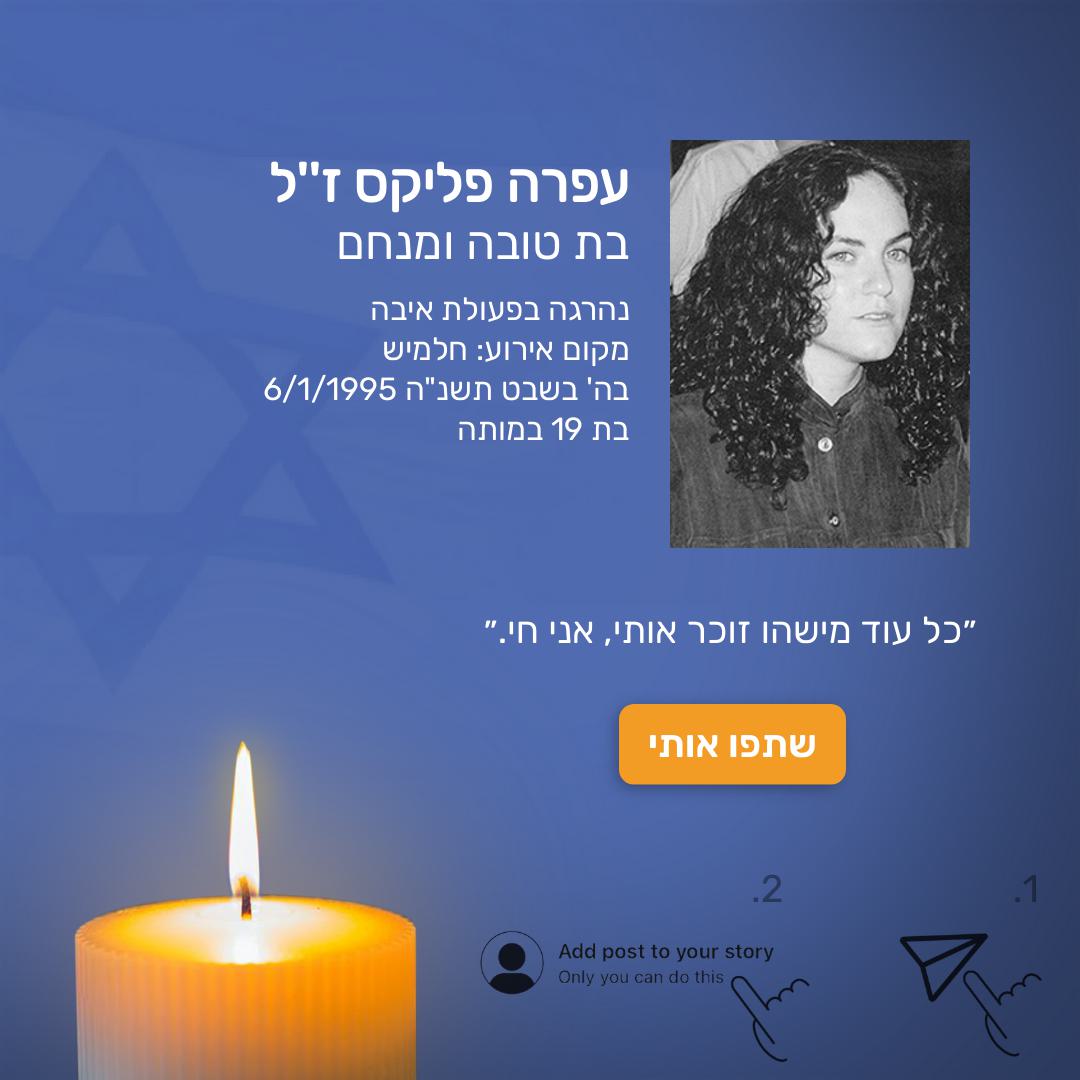 עפרה פליקס ז"ל
בת טובה ומנחם
נהרגה בפעולת איבה
מקום אירוע: חלמיש
בה' בשבט תשנ"ה 6/1/1995
בת 19 במותה
״כל עוד מישהו זוכר אותי, אני חי.״
שתפו אותי
1.
2.
Add post to your story
Only you can do this